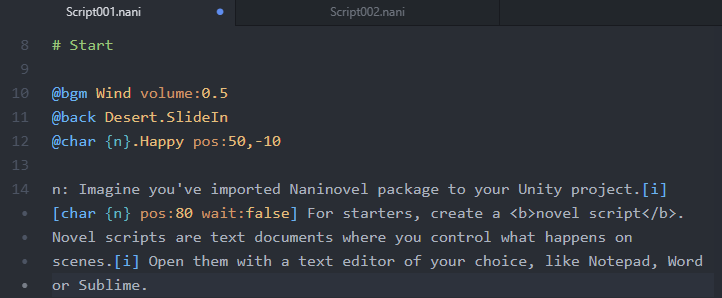 Script001.nani
Script002.nani
8 # Start
9
10 @bgm Wind volume:0.5
11 @back Desert.SlideIn
12 @char {n}.Happy pos:50,-10
13
14 n: Imagine you've imported Naninovel package to your Unity project.[i]
• [char {n} pos:80 wait:false] For starters, create a <b>novel script</b>.
• Novel scripts are text documents where you control what happens on
• scenes.[i] Open them with a text editor of your choice, like Notepad, Word
• or Sublime.